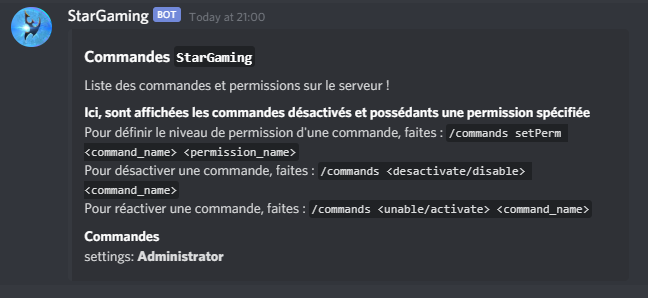 StarGaming BOT Today at 21:00
Commandes StarGaming
Liste des commandes et permissions sur le serveur !
Ici, sont affichées les commandes désactivés et possédants une permission spécifiée
Pour définir le niveau de permission d'une commande, faites : /commands setPerm
<command_name> <permission_name>
Pour désactiver une commande, faites : /commands <desactivate/disable>
<command_name>
Pour réactiver une commande, faites : /commands <unable/activate> <command_name>
Commandes
settings: Administrator